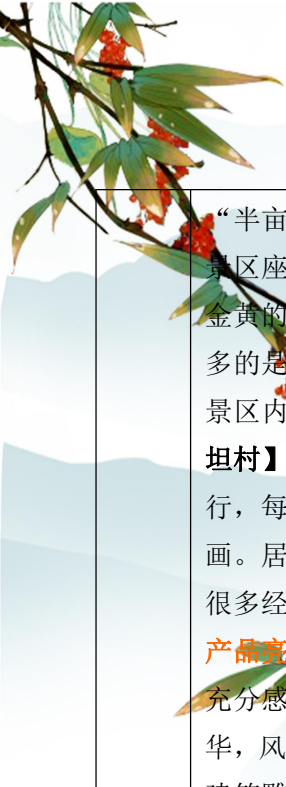 “半亩
景区座
金黄的
多的是
景区内
坦村】
行，每
画。居
很多经
产品亮
充分感
华，风